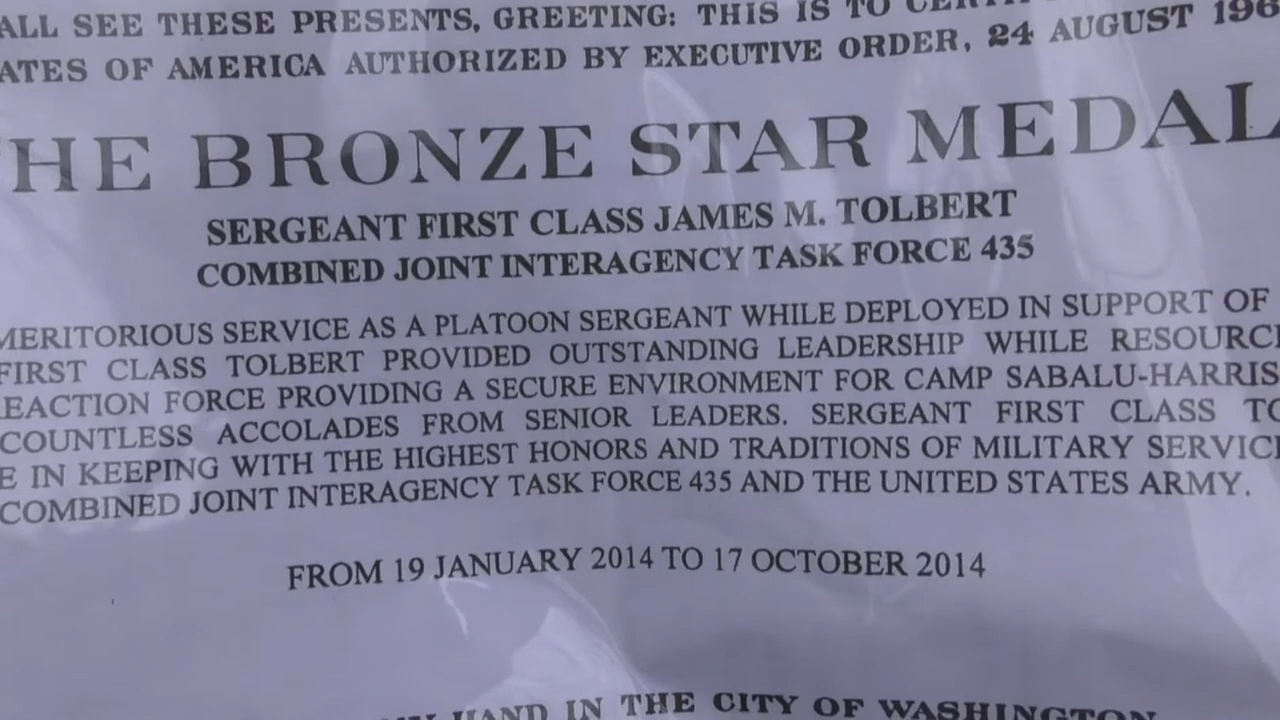 ALL SEE THESE PRESENTS, GREETING: THIS IS TO
ATES OF AMERICA AUTHORIZED BY EXECUTIVE ORDER, 24 AUGUST 196
HE BRONZE STAR MEDAL
SERGEANT FIRST CLASS JAMES M. TOLBERT
COMBINED JOINT INTERAGENCY TASK FORCE 435
MERITORIOUS SERVICE AS A PLATOON SERGEANT WHILE DEPLOYED IN SUPPORT OF
FIRST CLASS TOLBERT PROVIDED OUTSTANDING LEADERSHIP WHILE RESOURCI
EACTION FORCE PROVIDING A SECURE ENVIRONMENT FOR CAMP SABALU-HARRIS
COUNTLESS ACCOLADES FROM SENIOR LEADERS. SERGEANT FIRST CLASS TO
E IN KEEPING WITH THE HIGHEST HONORS AND TRADITIONS OF MILITARY SERVIC
COMBINED JOINT INTERAGENCY TASK FORCE 435 AND THE UNITED STATES ARMY.
FROM 19 JANUARY 2014 TO 17 OCTOBER 2014
HAND IN THE CITY OF WASHINGTON